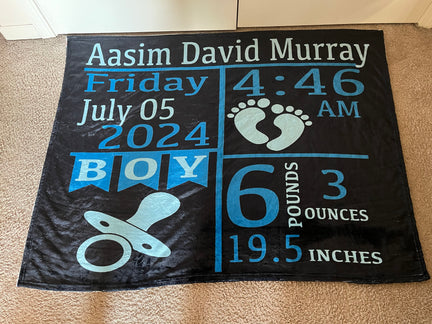 Aasim David Murray
Friday
July 05
2024
BOY
4:46
AM
6
POUNDS
3
OUNCES
19.5 INCHES